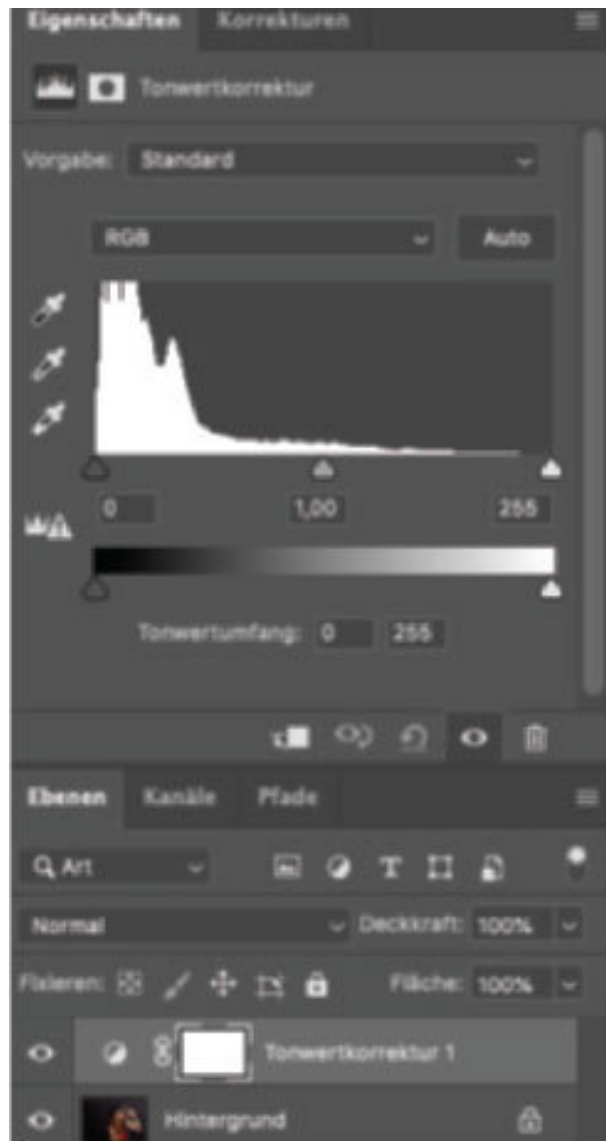 Eigenschaften Korrekturen
Tonwertkorrektur
Vorgabe: Standard
RGB Auto
0 1,00 255
Tonwertumfang: 0 255
Ebenen Kanäle Pfade
Art
Normal Deckkraft: 100%
Fixieren: Fläche: 100%
Tonwertkorrektur 1
Hintergrund